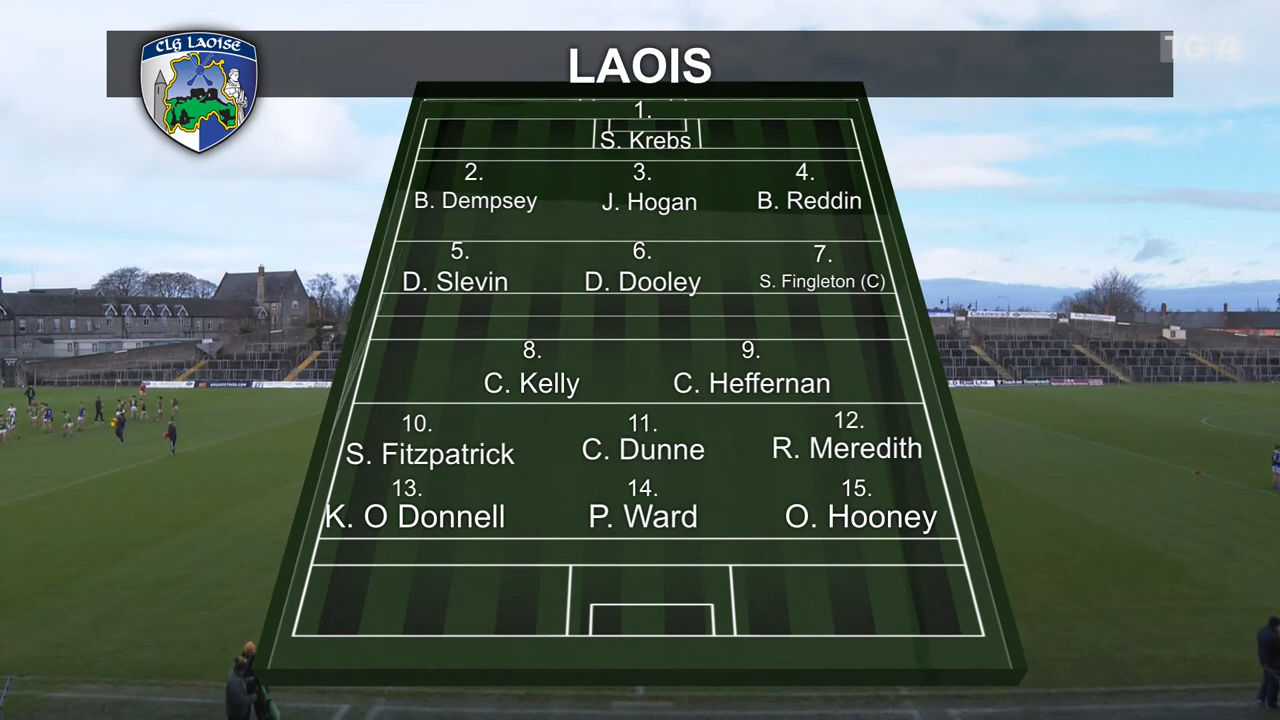 CLG LAOISE
LAOIS
TG4
1.
S. Krebs
2. 3. 4.
B. Dempsey J. Hogan B. Reddin
5. 6. 7.
D. Slevin D. Dooley S. Fingleton (C)
8. 9.
C. Kelly C. Heffernan
10. 11. 12.
S. Fitzpatrick C. Dunne R. Meredith
13. 14. 15.
K. O Donnell P. Ward O. Hooney